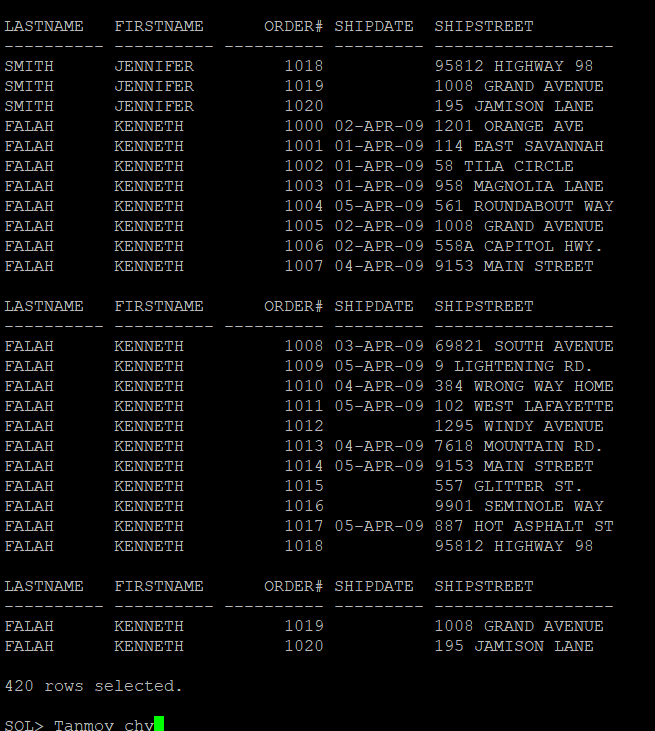 LASTNAME   FIRSTNAME      ORDER# SHIPDATE  SHIPSTREET
---------- ---------- ---------- --------- ------------------
SMITH      JENNIFER         1018           95812 HIGHWAY 98
SMITH      JENNIFER         1019           1008 GRAND AVENUE
SMITH      JENNIFER         1020           195 JAMISON LANE
FALAH      KENNETH          1000 02-APR-09 1201 ORANGE AVE
FALAH      KENNETH          1001 01-APR-09 114 EAST SAVANNAH
FALAH      KENNETH          1002 01-APR-09 58 TILA CIRCLE
FALAH      KENNETH          1003 01-APR-09 958 MAGNOLIA LANE
FALAH      KENNETH          1004 05-APR-09 561 ROUNDABOUT WAY
FALAH      KENNETH          1005 02-APR-09 1008 GRAND AVENUE
FALAH      KENNETH          1006 02-APR-09 558A CAPITOL HWY.
FALAH      KENNETH          1007 04-APR-09 9153 MAIN STREET
LASTNAME   FIRSTNAME      ORDER# SHIPDATE  SHIPSTREET
---------- ---------- ---------- --------- ------------------
FALAH      KENNETH          1008 03-APR-09 69821 SOUTH AVENUE
FALAH      KENNETH          1009 05-APR-09 9 LIGHTENING RD.
FALAH      KENNETH          1010 04-APR-09 384 WRONG WAY HOME
FALAH      KENNETH          1011 05-APR-09 102 WEST LAFAYETTE
FALAH      KENNETH          1012           1295 WINDY AVENUE
FALAH      KENNETH          1013 04-APR-09 7618 MOUNTAIN RD.
FALAH      KENNETH          1014 05-APR-09 9153 MAIN STREET
FALAH      KENNETH          1015           557 GLITTER ST.
FALAH      KENNETH          1016           9901 SEMINOLE WAY
FALAH      KENNETH          1017 05-APR-09 887 HOT ASPHALT ST
FALAH      KENNETH          1018           95812 HIGHWAY 98
LASTNAME   FIRSTNAME      ORDER# SHIPDATE  SHIPSTREET
---------- ---------- ---------- --------- ------------------
FALAH      KENNETH          1019           1008 GRAND AVENUE
FALAH      KENNETH          1020           195 JAMISON LANE
420 rows selected.
SQL> Tanmoy chy